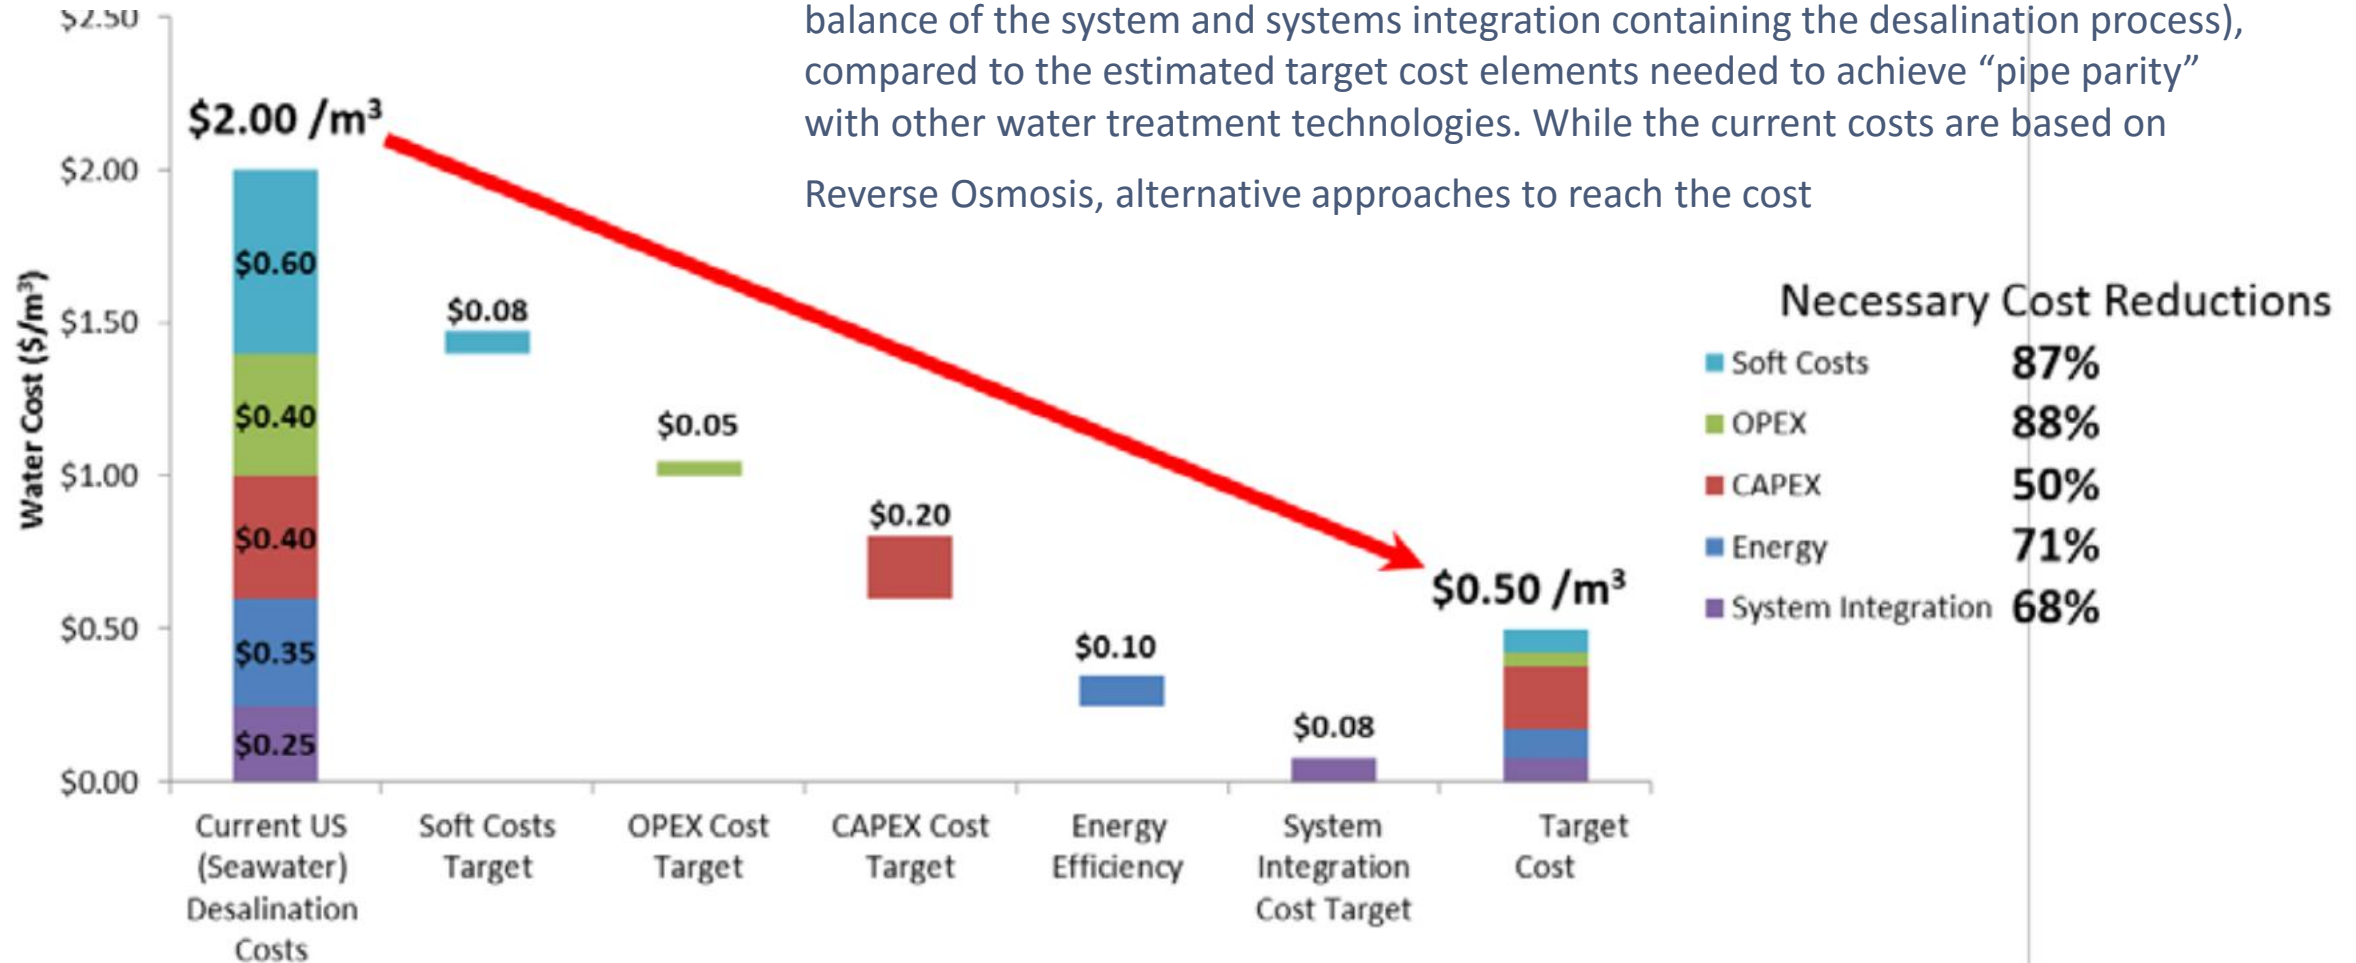 balance of the system and systems integration containing the desalination process),
compared to the estimated target cost elements needed to achieve “pipe parity”
with other water treatment technologies. While the current costs are based on
Reverse Osmosis, alternative approaches to reach the cost
Water Cost ($/m³)
$2.50
$2.00
$1.50
$1.00
$0.50
$0.00
$2.00 /m³
$0.60
$0.40
$0.40
$0.35
$0.25
$0.08
$0.05
$0.20
$0.10
$0.08
$0.50 /m³
Necessary Cost Reductions
Soft Costs 87%
OPEX 88%
CAPEX 50%
Energy 71%
System Integration 68%
Current US
(Seawater)
Desalination
Costs
Soft Costs
Target
OPEX Cost
Target
CAPEX Cost
Target
Energy
Efficiency
System
Integration
Cost Target
Target
Cost